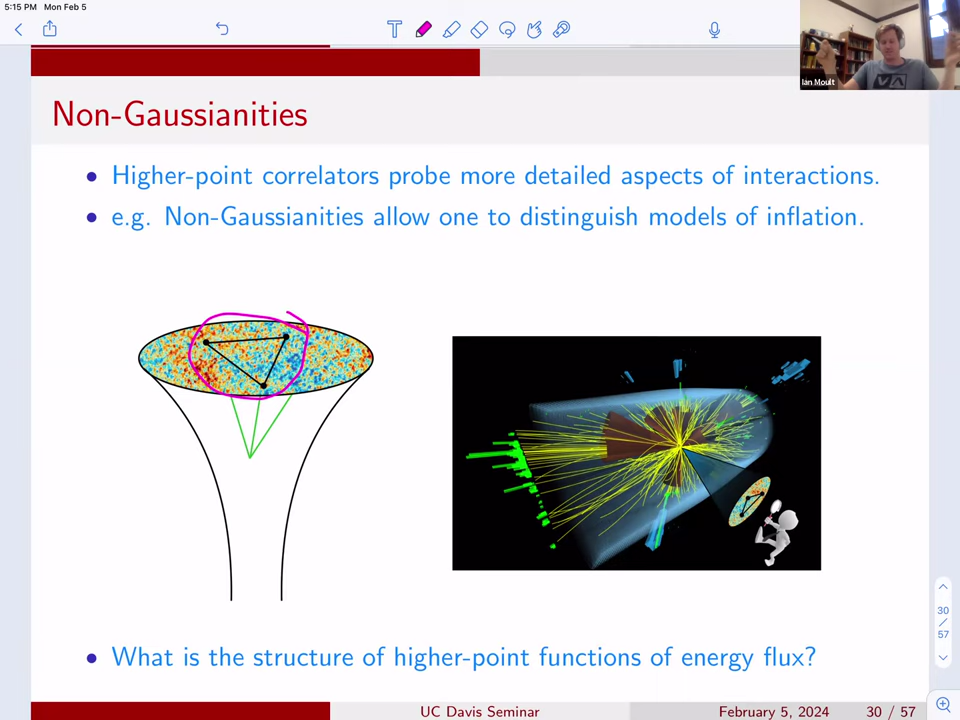 5:15 PM Mon Feb 5
T
Ian Moult
Non-Gaussianities
• Higher-point correlators probe more detailed aspects of interactions.
• e.g. Non-Gaussianities allow one to distinguish models of inflation.
• What is the structure of higher-point functions of energy flux?
30
/
57
UC Davis Seminar February 5, 2024 30 / 57